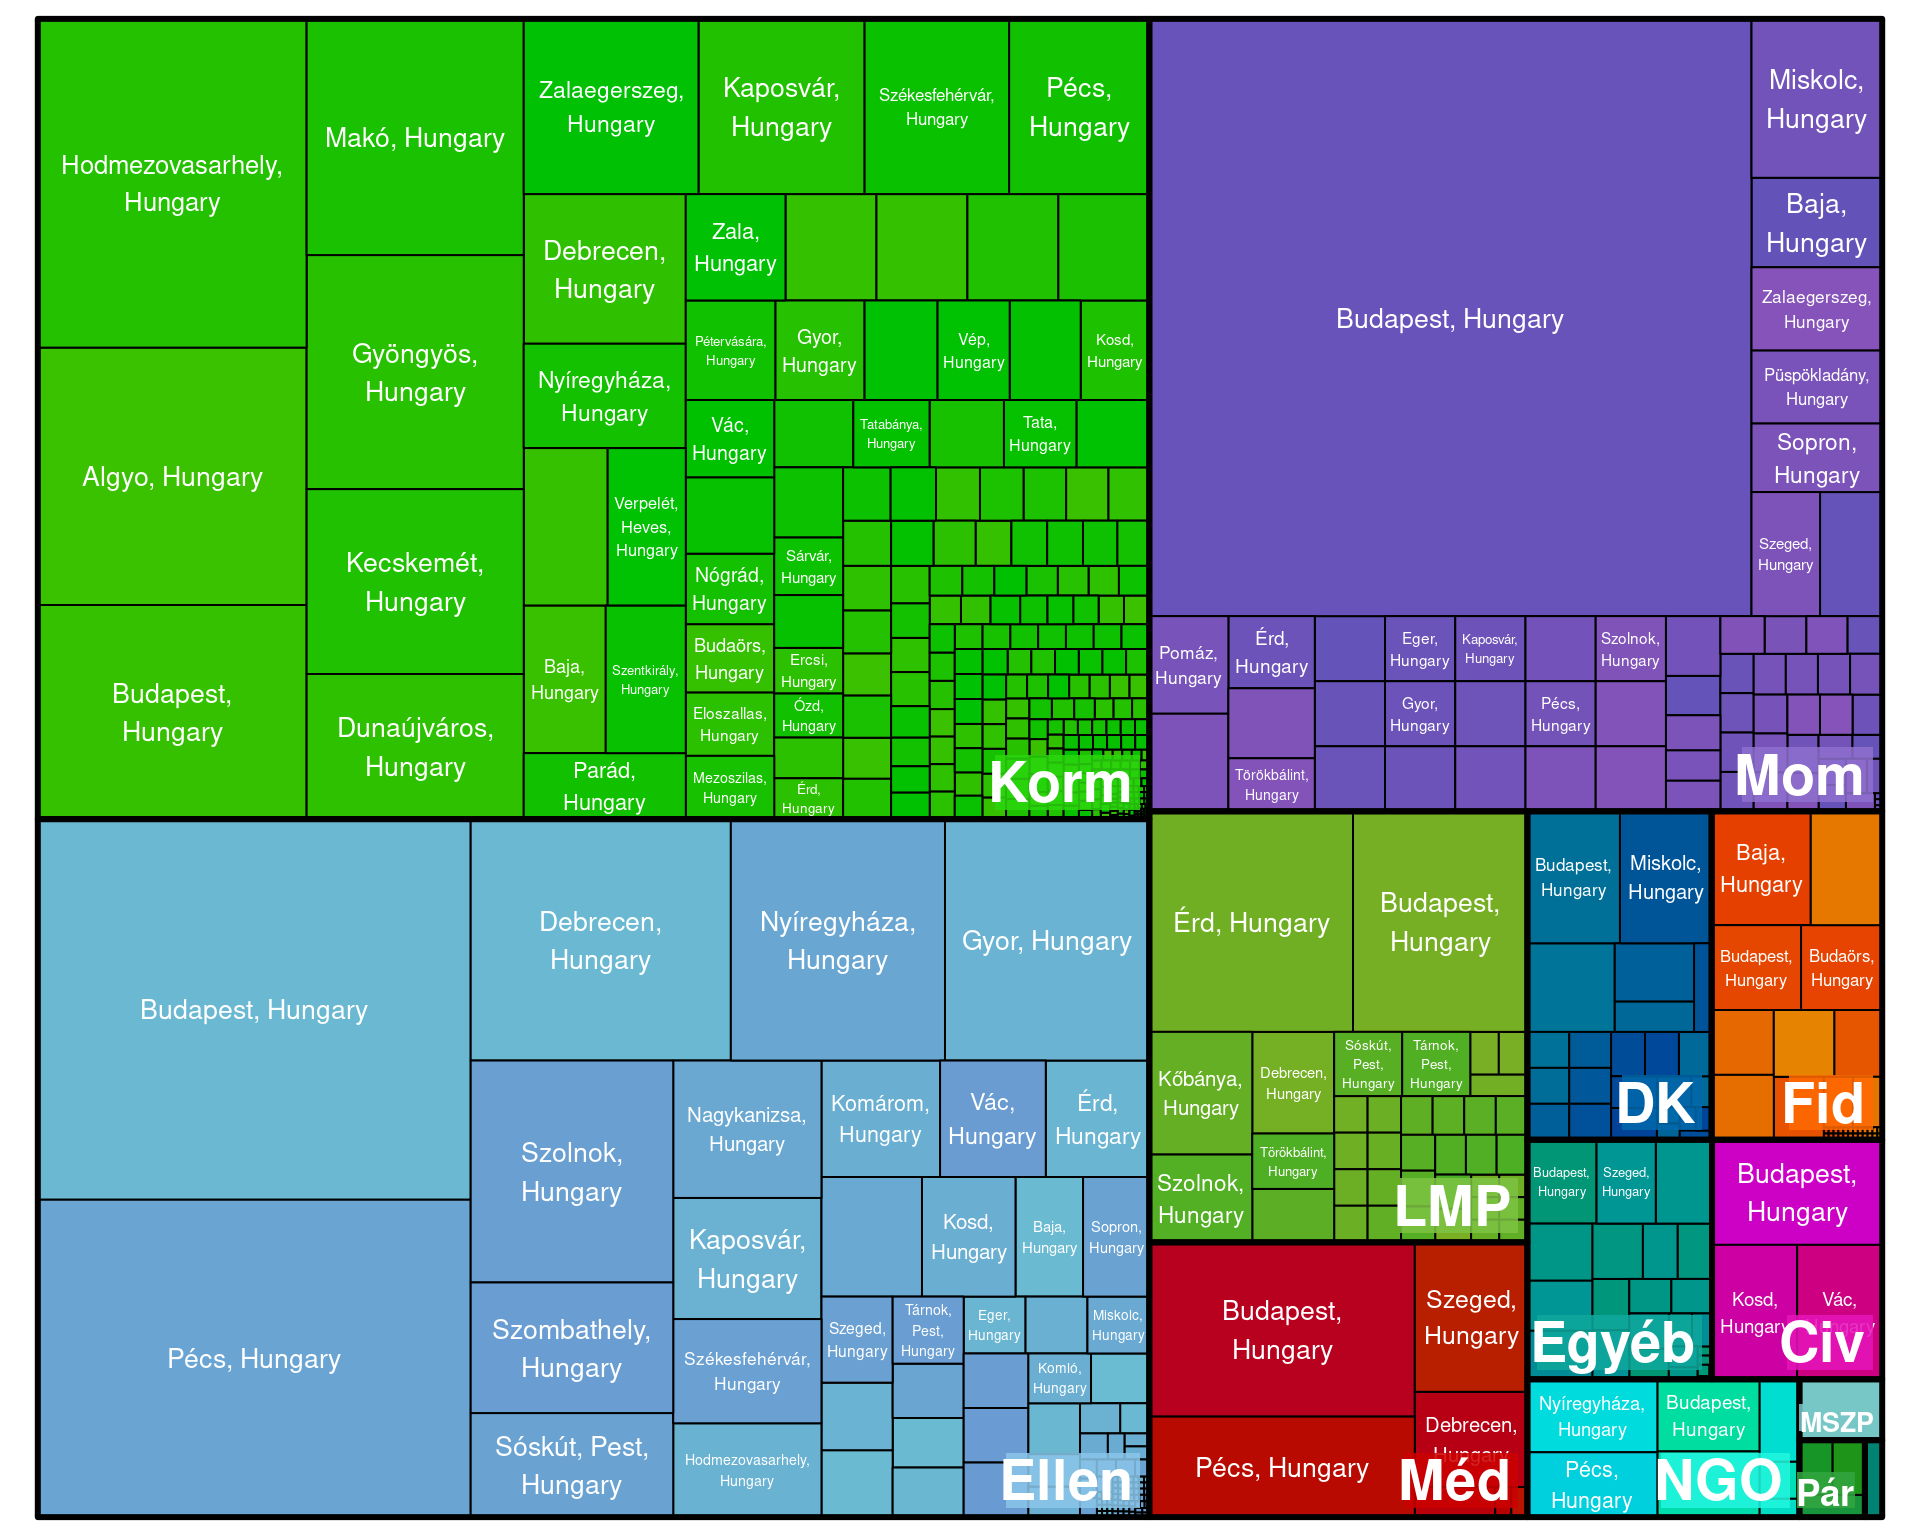 Hodmezovasarhely,
Hungary
Algyo, Hungary
Budapest,
Hungary
Makó, Hungary
Gyöngyös,
Hungary
Kecskemét,
Hungary
Dunaújváros,
Hungary
Zalaegerszeg,
Hungary
Kaposvár,
Hungary
Székesfehérvár,
Hungary
Pécs,
Hungary
Debrecen,
Hungary
Nyíregyháza,
Hungary
Verpelét,
Heves,
Hungary
Baja,
Hungary
Szentkirály,
Hungary
Parád,
Hungary
Zala,
Hungary
Pétervására,
Hungary
Gyor,
Hungary
Vép,
Hungary
Kosd,
Hungary
Vác,
Hungary
Tatabánya,
Hungary
Tata,
Hungary
Nógrád,
Hungary
Sárvár,
Hungary
Budaörs,
Hungary
Ercsi,
Hungary
Eloszallas,
Hungary
Ózd,
Hungary
Mezoszilas,
Hungary
Érd,
Hungary
Korm
Budapest, Hungary
Miskolc,
Hungary
Baja,
Hungary
Zalaegerszeg,
Hungary
Püspökladány,
Hungary
Sopron,
Hungary
Szeged,
Hungary
Pomáz,
Hungary
Érd,
Hungary
Törökbálint,
Hungary
Eger,
Hungary
Kaposvár,
Hungary
Szolnok,
Hungary
Gyor,
Hungary
Pécs,
Hungary
Mom
Budapest, Hungary
Pécs, Hungary
Debrecen,
Hungary
Nyíregyháza,
Hungary
Gyor, Hungary
Szolnok,
Hungary
Szombathely,
Hungary
Sóskút, Pest,
Hungary
Nagykanizsa,
Hungary
Kaposvár,
Hungary
Székesfehérvár,
Hungary
Hodmezovasarhely,
Hungary
Komárom,
Hungary
Vác,
Hungary
Érd,
Hungary
Kosd,
Hungary
Baja,
Hungary
Sopron,
Hungary
Szeged,
Hungary
Tárnok,
Pest,
Hungary
Eger,
Hungary
Miskolc,
Hungary
Komló,
Hungary
Ellen
Érd, Hungary
Budapest,
Hungary
Kőbánya,
Hungary
Szolnok,
Hungary
Debrecen,
Hungary
Törökbálint,
Hungary
Sóskút,
Pest,
Hungary
Tárnok,
Pest,
Hungary
LMP
Budapest,
Hungary
Pécs, Hungary
Szeged,
Hungary
Debrecen,
Hungary
Méd
Budapest,
Hungary
Miskolc,
Hungary
DK
Baja,
Hungary
Budapest,
Hungary
Budaörs,
Hungary
Fid
Budapest,
Hungary
Szeged,
Hungary
Egyéb
Budapest,
Hungary
Kosd,
Hungary
Vác,
Hungary
Civ
Nyíregyháza,
Hungary
Pécs,
Hungary
Budapest,
Hungary
NGO
MSZP
Pár